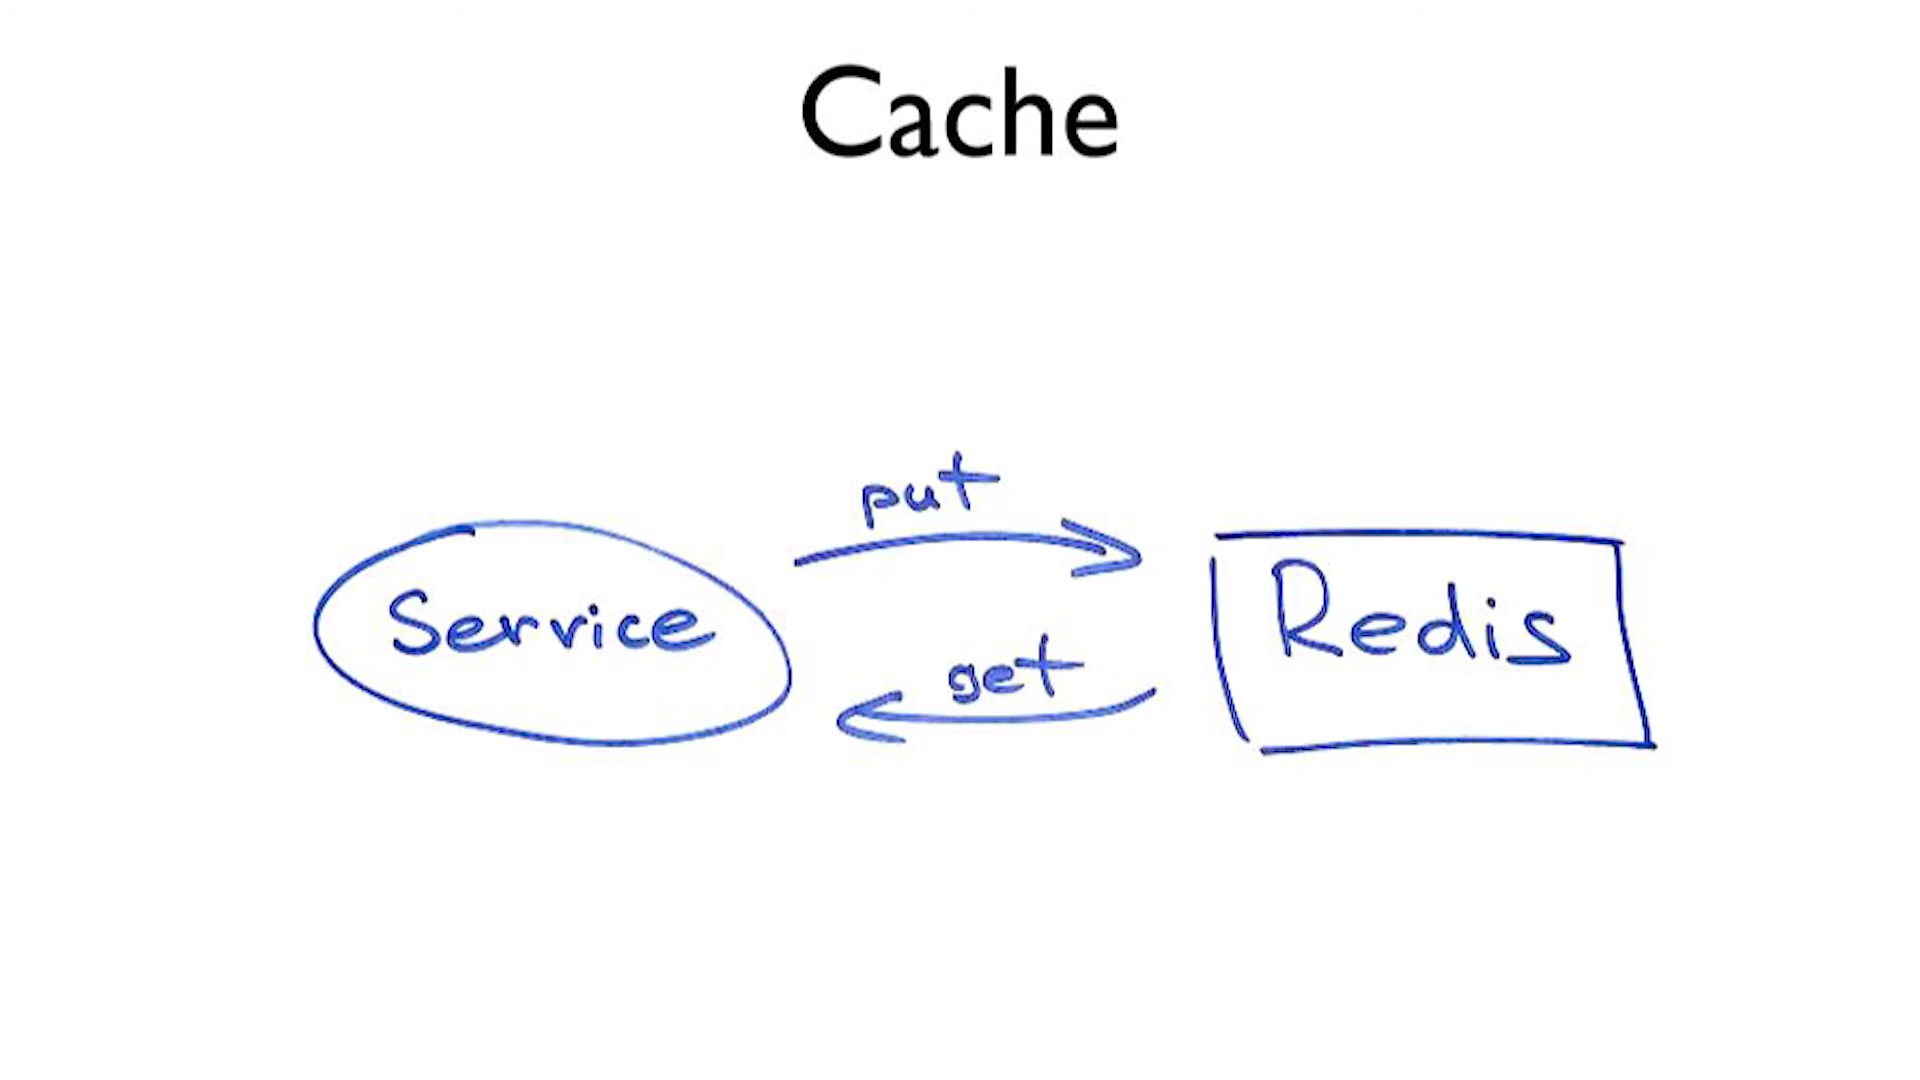 Cache
put
Service
Redis
get